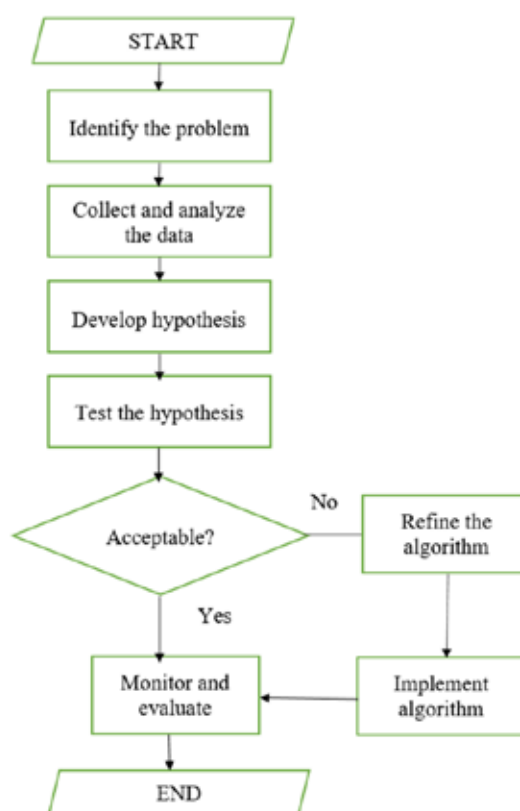 START
Identify the problem
Collect and analyze
the data
Develop hypothesis
Test the hypothesis
Acceptable?
No
Refine the
algorithm
Yes
Monitor and
evaluate
Implement
algorithm
END